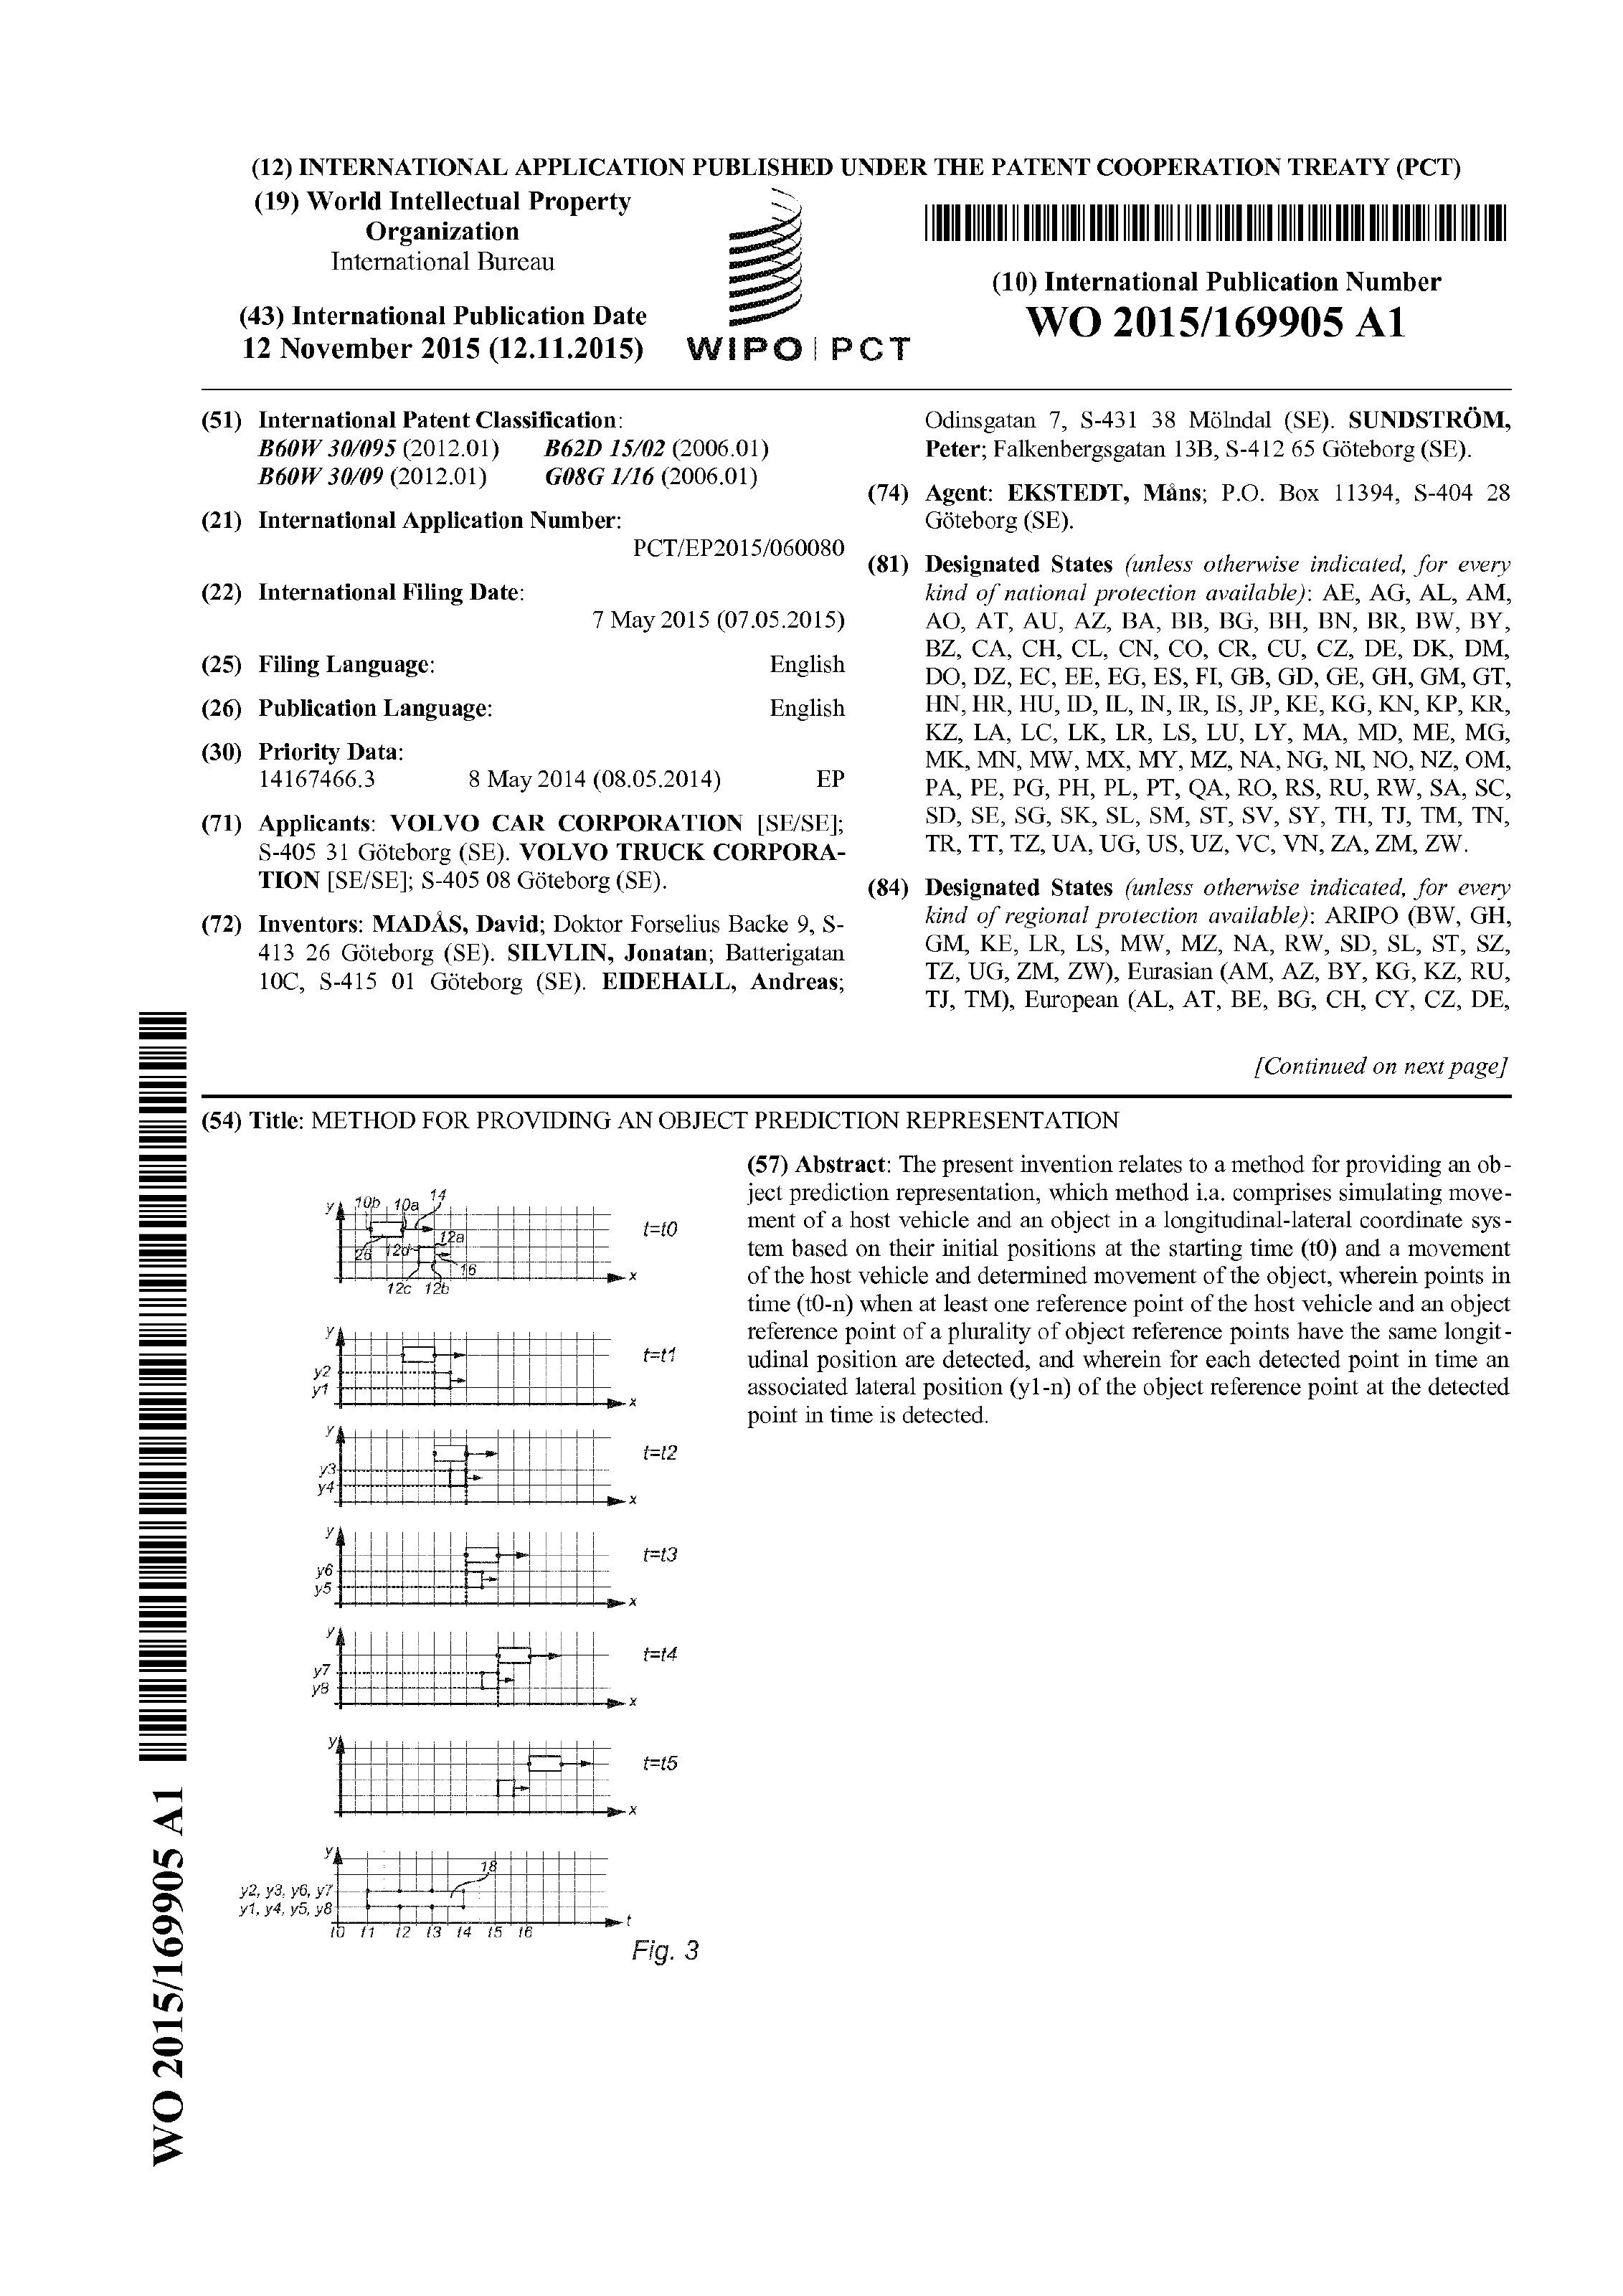 (12) INTERNATIONAL APPLICATION PUBLISHED UNDER THE PATENT COOPERATION TREATY (PCT)
(19) World Intellectual Property
Organization
International Bureau
(43) International Publication Date
12 November 2015 (12.11.2015)
WIPO | PCT
(10) International Publication Number
WO 2015/169905 A1
(51) International Patent Classification:
B60W 30/095 (2012.01) B62D 15/02 (2006.01)
B60W 30/09 (2012.01) G08G 1/16 (2006.01)
(21) International Application Number:
PCT/EP2015/060080
(22) International Filing Date:
7 May 2015 (07.05.2015)
(25) Filing Language: English
(26) Publication Language: English
(30) Priority Data:
14167466.3 8 May 2014 (08.05.2014) EP
(71) Applicants: VOLVO CAR CORPORATION [SE/SE];
S-405 31 Göteborg (SE). VOLVO TRUCK CORPORA-
TION [SE/SE]; S-405 08 Göteborg (SE).
(72) Inventors: MADÅS, David; Doktor Forselius Backe 9, S-
413 26 Göteborg (SE). SILVLIN, Jonatan; Batterigatan
10C, S-415 01 Göteborg (SE). EIDEHALL, Andreas;
Odinsgatan 7, S-431 38 Mölndal (SE). SUNDSTRÖM,
Peter; Falkenbergsgatan 13B, S-412 65 Göteborg (SE).
(74) Agent: EKSTEDT, Måns; P.O. Box 11394, S-404 28
Göteborg (SE).
(81) Designated States (unless otherwise indicated, for every
kind of national protection available): AE, AG, AL, AM,
AO, AT, AU, AZ, BA, BB, BG, BH, BN, BR, BW, BY,
BZ, CA, CH, CL, CN, CO, CR, CU, CZ, DE, DK, DM,
DO, DZ, EC, EE, EG, ES, FI, GB, GD, GE, GH, GM, GT,
HN, HR, HU, ID, IL, IN, IR, IS, JP, KE, KG, KN, KP, KR,
KZ, LA, LC, LK, LR, LS, LU, LY, MA, MD, ME, MG,
MK, MN, MW, MX, MY, MZ, NA, NG, NI, NO, NZ, OM,
PA, PE, PG, PH, PL, PT, QA, RO, RS, RU, RW, SA, SC,
SD, SE, SG, SK, SL, SM, ST, SV, SY, TH, TJ, TM, TN,
TR, TT, TZ, UA, UG, US, UZ, VC, VN, ZA, ZM, ZW.
(84) Designated States (unless otherwise indicated, for every
kind of regional protection available): ARIPO (BW, GH,
GM, KE, LR, LS, MW, MZ, NA, RW, SD, SL, ST, SZ,
TZ, UG, ZM, ZW), Eurasian (AM, AZ, BY, KG, KZ, RU,
TJ, TM), European (AL, AT, BE, BG, CH, CY, CZ, DE,
[Continued on next page]
(54) Title: METHOD FOR PROVIDING AN OBJECT PREDICTION REPRESENTATION
y 10b 10a 14
t=t0
12a
26 12d
16
x
12c 12b
y
t=t1
y2
y1
x
y
t=t2
y3
y4
x
y
t=t3
y6
y5
x
y
t=t4
y7
y8
x
y
t=t5
x
y
18
y2, y3, y6, y7
y1, y4, y5, y8
t
t0 t1 t2 t3 t4 t5 t6
Fig. 3
(57) Abstract: The present invention relates to a method for providing an ob-
ject prediction representation, which method i.a. comprises simulating move-
ment of a host vehicle and an object in a longitudinal-lateral coordinate sys-
tem based on their initial positions at the starting time (t0) and a movement
of the host vehicle and determined movement of the object, wherein points in
time (t0-n) when at least one reference point of the host vehicle and an object
reference point of a plurality of object reference points have the same longit-
udinal position are detected, and wherein for each detected point in time an
associated lateral position (yl-n) of the object reference point at the detected
point in time is detected.
WO 2015/169905 A1